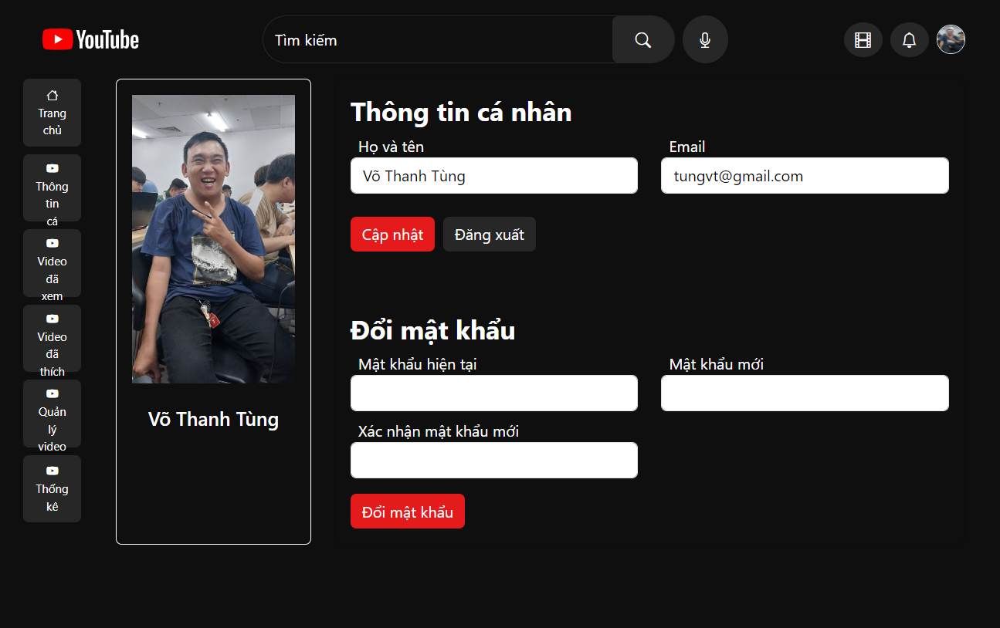 YouTube
Tìm kiếm
Trang
chủ
Thông
tin
cá
Video
đã
xem
Video
đã
thích
Quản
lý
video
Thống
kê
Võ Thanh Tùng
Thông tin cá nhân
Họ và tên
Email
Võ Thanh Tùng
tungvt@gmail.com
Cập nhật
Đăng xuất
Đổi mật khẩu
Mật khẩu hiện tại
Mật khẩu mới
Xác nhận mật khẩu mới
Đổi mật khẩu